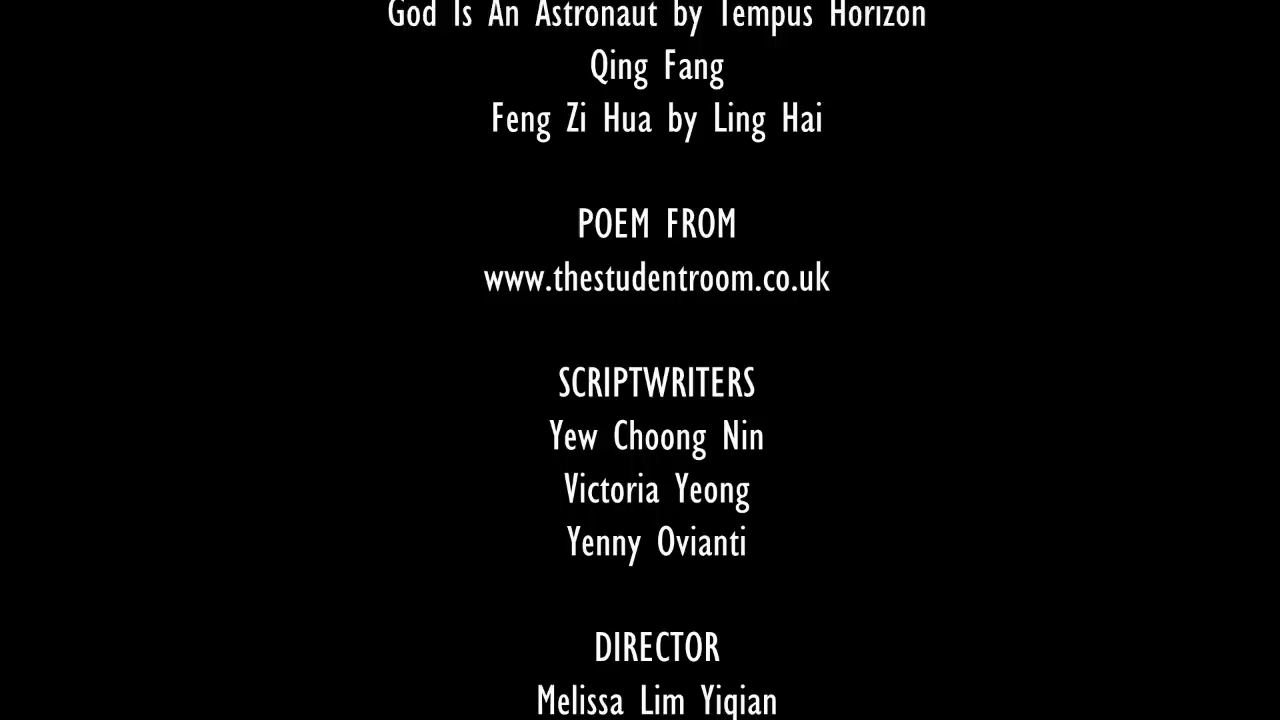 God Is An Astronaut by Tempus Horizon
Qing Fang
Feng Zi Hua by Ling Hai
POEM FROM
www.thestudentroom.co.uk
SCRIPTWRITERS
Yew Choong Nin
Victoria Yeong
Yenny Ovianti
DIRECTOR
Melissa Lim Yiqian